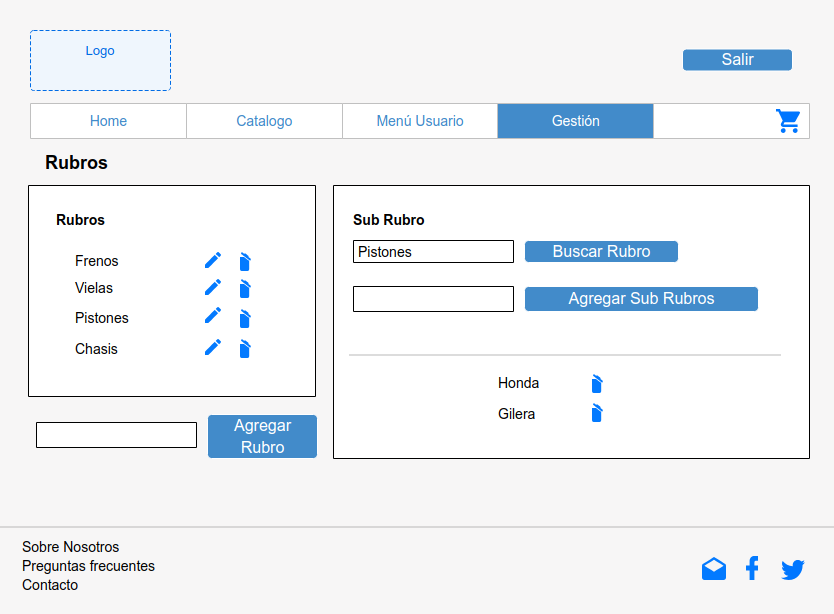 Logo
Salir
Home
Catalogo
Menú Usuario
Gestión
Rubros
Rubros
Frenos
Vielas
Pistones
Chasis
Agregar
Rubro
Sub Rubro
Pistones
Buscar Rubro
Agregar Sub Rubros
Honda
Gilera
Sobre Nosotros
Preguntas frecuentes
Contacto